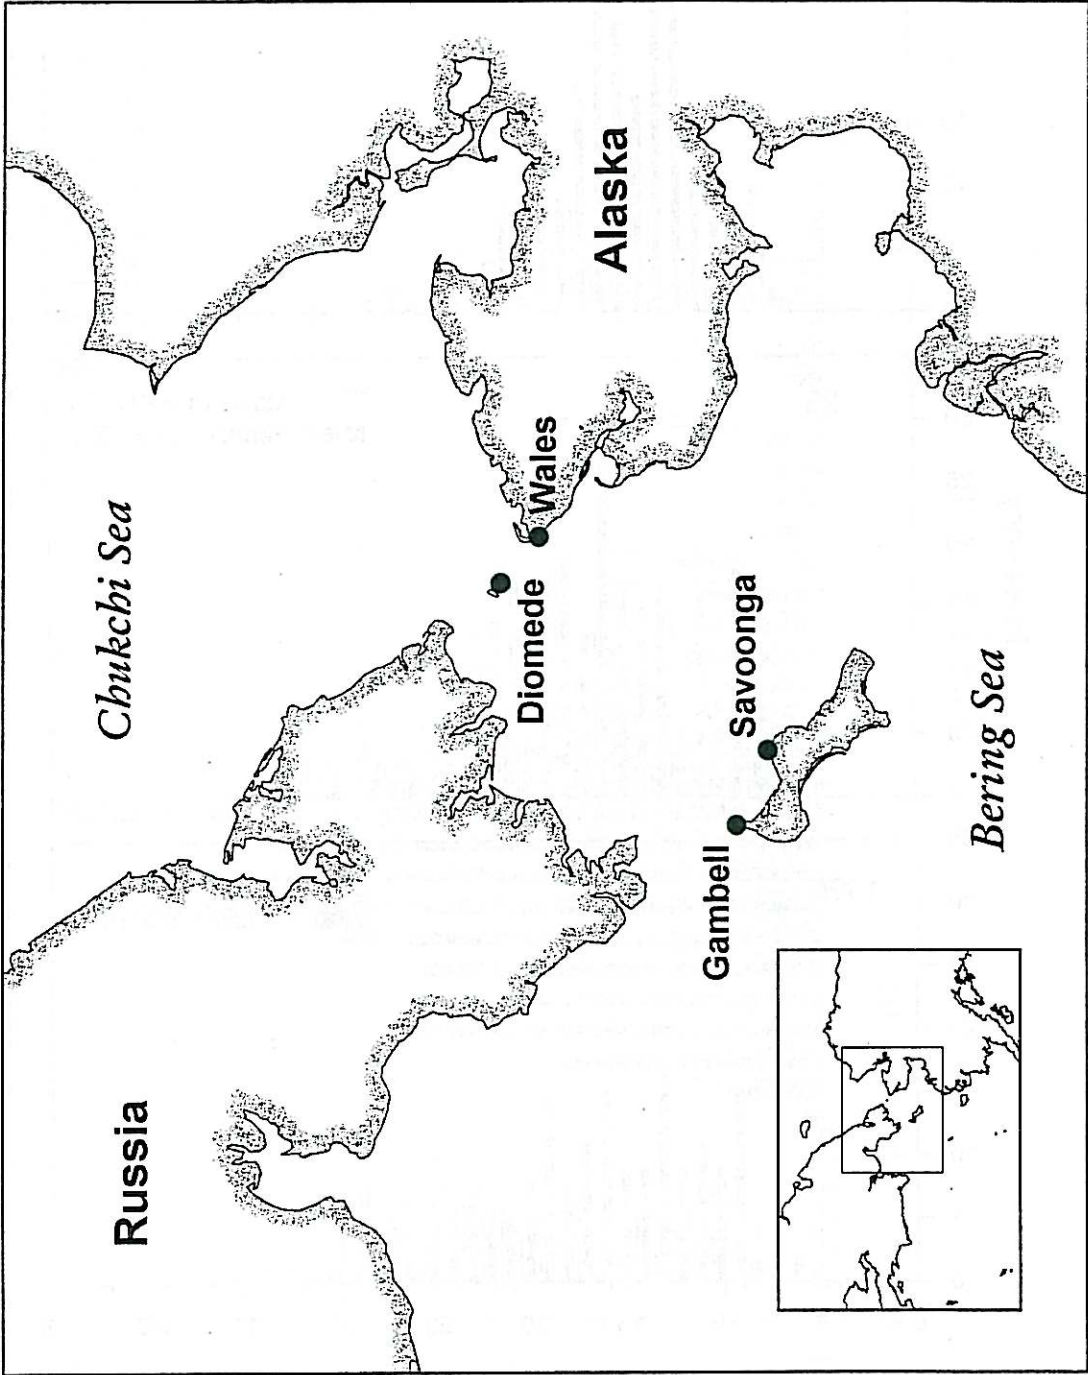 Chukchi Sea
Russia
Alaska
Wales
Diomede
Savoonga
Gambell
Bering Sea